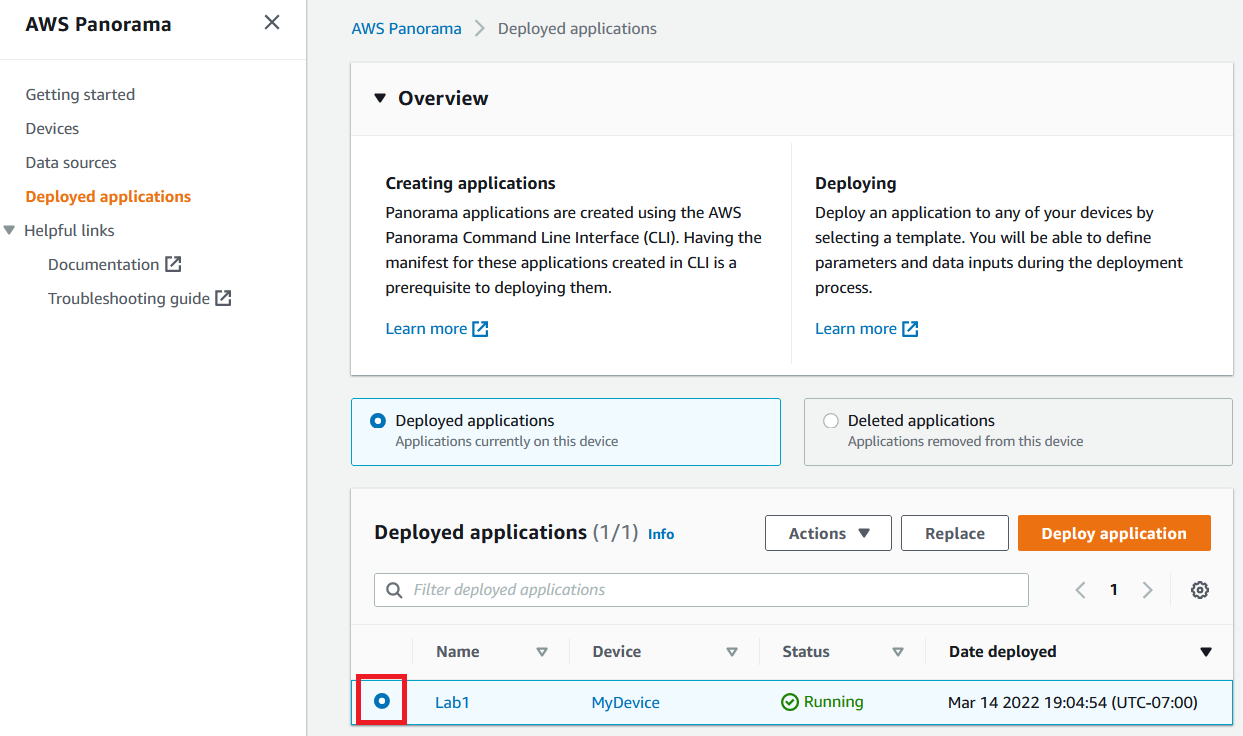 AWS Panorama
Getting started
Devices
Data sources
Deployed applications
Helpful links
Documentation
Troubleshooting guide
AWS Panorama > Deployed applications
Overview
Creating applications
Panorama applications are created using the AWS
Panorama Command Line Interface (CLI). Having the
manifest for these applications created in CLI is a
prerequisite to deploying them.
Learn more
Deploying
Deploy an application to any of your devices by
selecting a template. You will be able to define
parameters and data inputs during the deployment
process.
Learn more
Deployed applications
Applications currently on this device
Deleted applications
Applications removed from this device
Deployed applications (1/1) Info
Actions Replace Deploy application
Filter deployed applications
1
Name Device Status Date deployed
Lab1 MyDevice Running Mar 14 2022 19:04:54 (UTC-07:00)